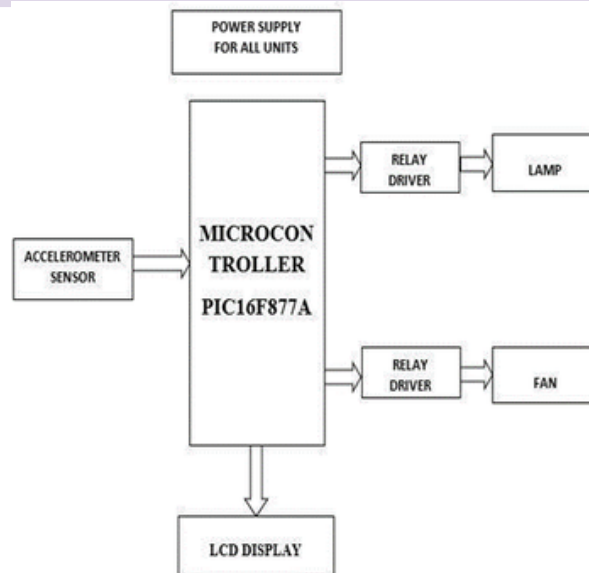 POWER SUPPLY
FOR ALL UNITS
RELAY
DRIVER
LAMP
MICROCON
TROLLER
PIC16F877A
ACCELEROMETER
SENSOR
RELAY
DRIVER
FAN
LCD DISPLAY